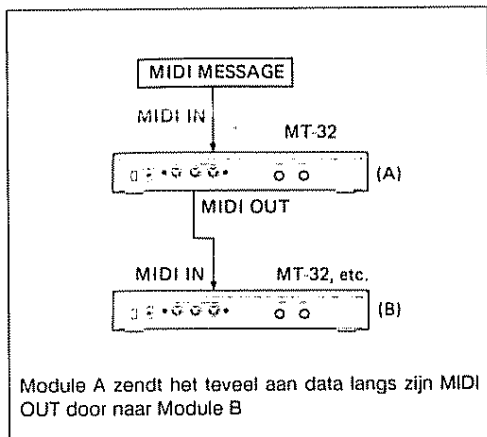 MIDI MESSAGE
MIDI IN
MT-32
(A)
MIDI OUT
MIDI IN
MT-32, etc.
(B)
Module A zendt het teveel aan data langs zijn MIDI
OUT door naar Module B